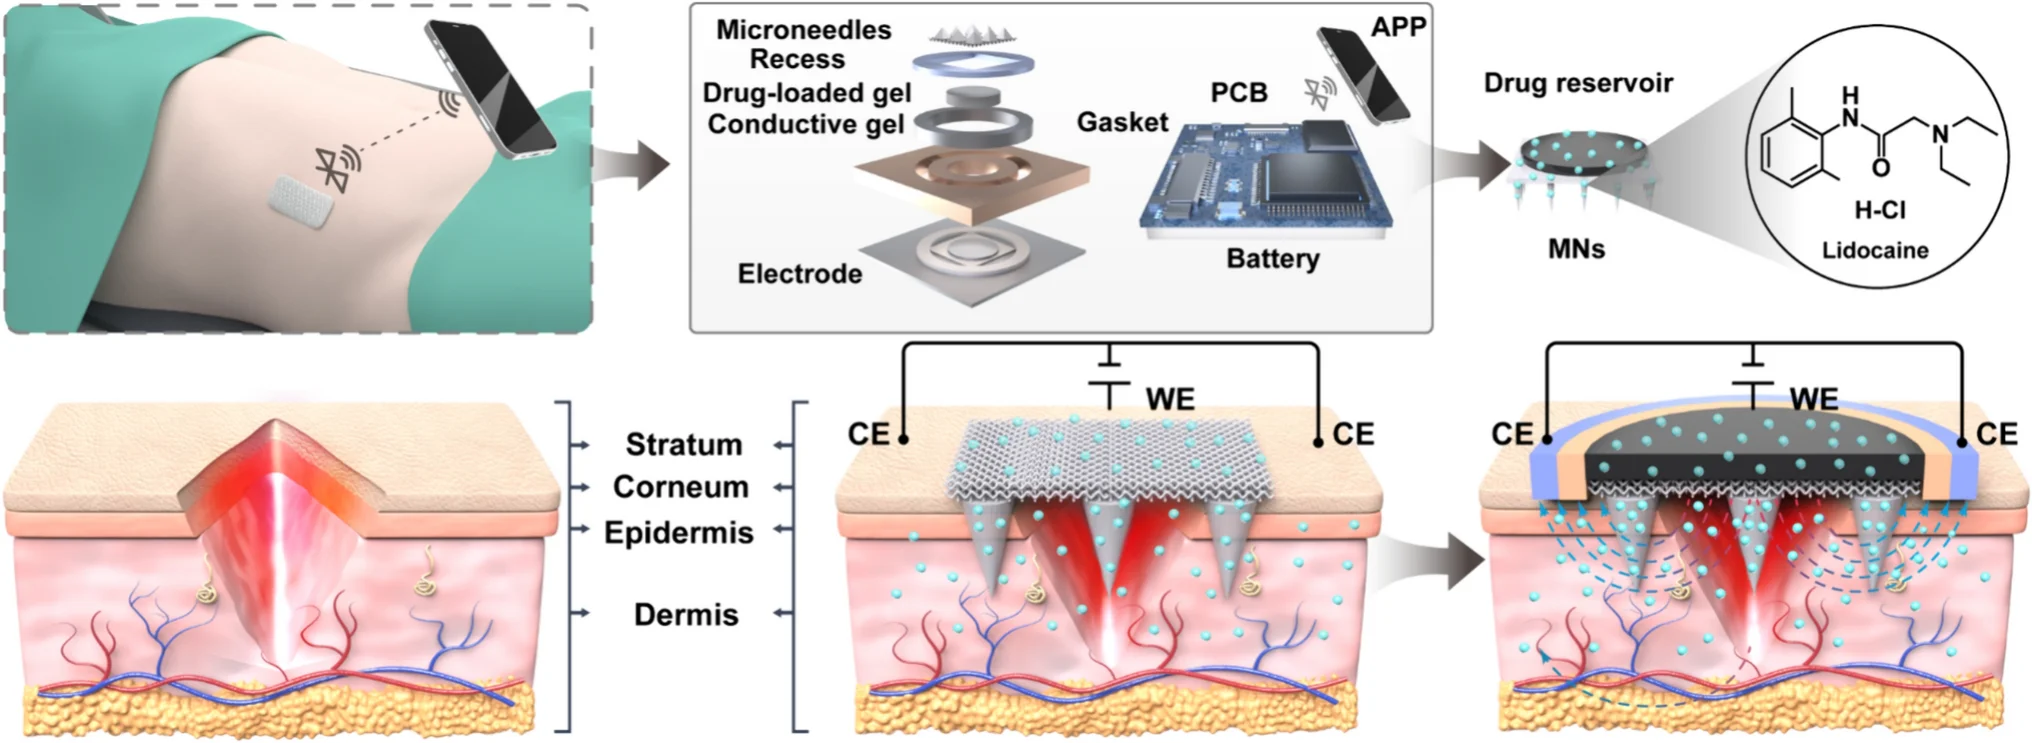 Microneedles
Recess
Drug-loaded gel
Conductive gel
Electrode
Gasket
PCB
APP
Battery
Drug reservoir
MNs
H
N
O
N
H-Cl
Lidocaine
Stratum
Corneum
Epidermis
Dermis
CE
WE
CE
CE
WE
CE